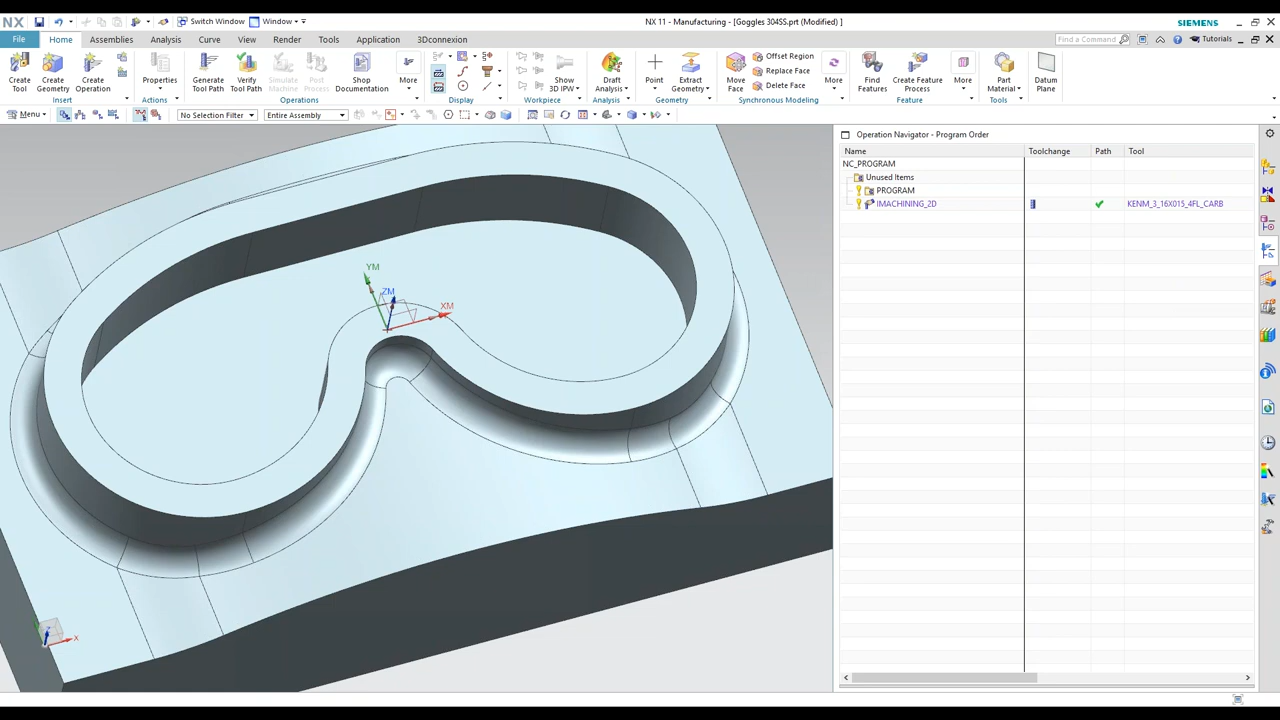 NX
Switch Window
Window
NX 11 - Manufacturing - [Goggles 304SS.prt (Modified) ]
SIEMENS
File
Home
Assemblies
Analysis
Curve
View
Render
Tools
Application
3Dconnexion
Find a Command
Tutorials
Create Tool
Create Geometry
Create Operation
Insert
Properties
Actions
Generate Tool Path
Verify Tool Path
Simulate Machine
Post Process
Shop Documentation
More
Operations
Display
Show 3D IPW
Workpiece
Draft Analysis
Analysis
Point
Extract Geometry
Geometry
Move Face
Offset Region
Replace Face
Delete Face
More
Synchronous Modeling
Find Features
Create Feature Process
More
Feature
Part Material
Tools
Datum Plane
Menu
No Selection Filter
Entire Assembly
Operation Navigator - Program Order
Name
Toolchange
Path
Tool
NC_PROGRAM
Unused Items
PROGRAM
IMACHINING_2D
KENM_3_16X015_4FL_CARB
YM
ZM
XM
X